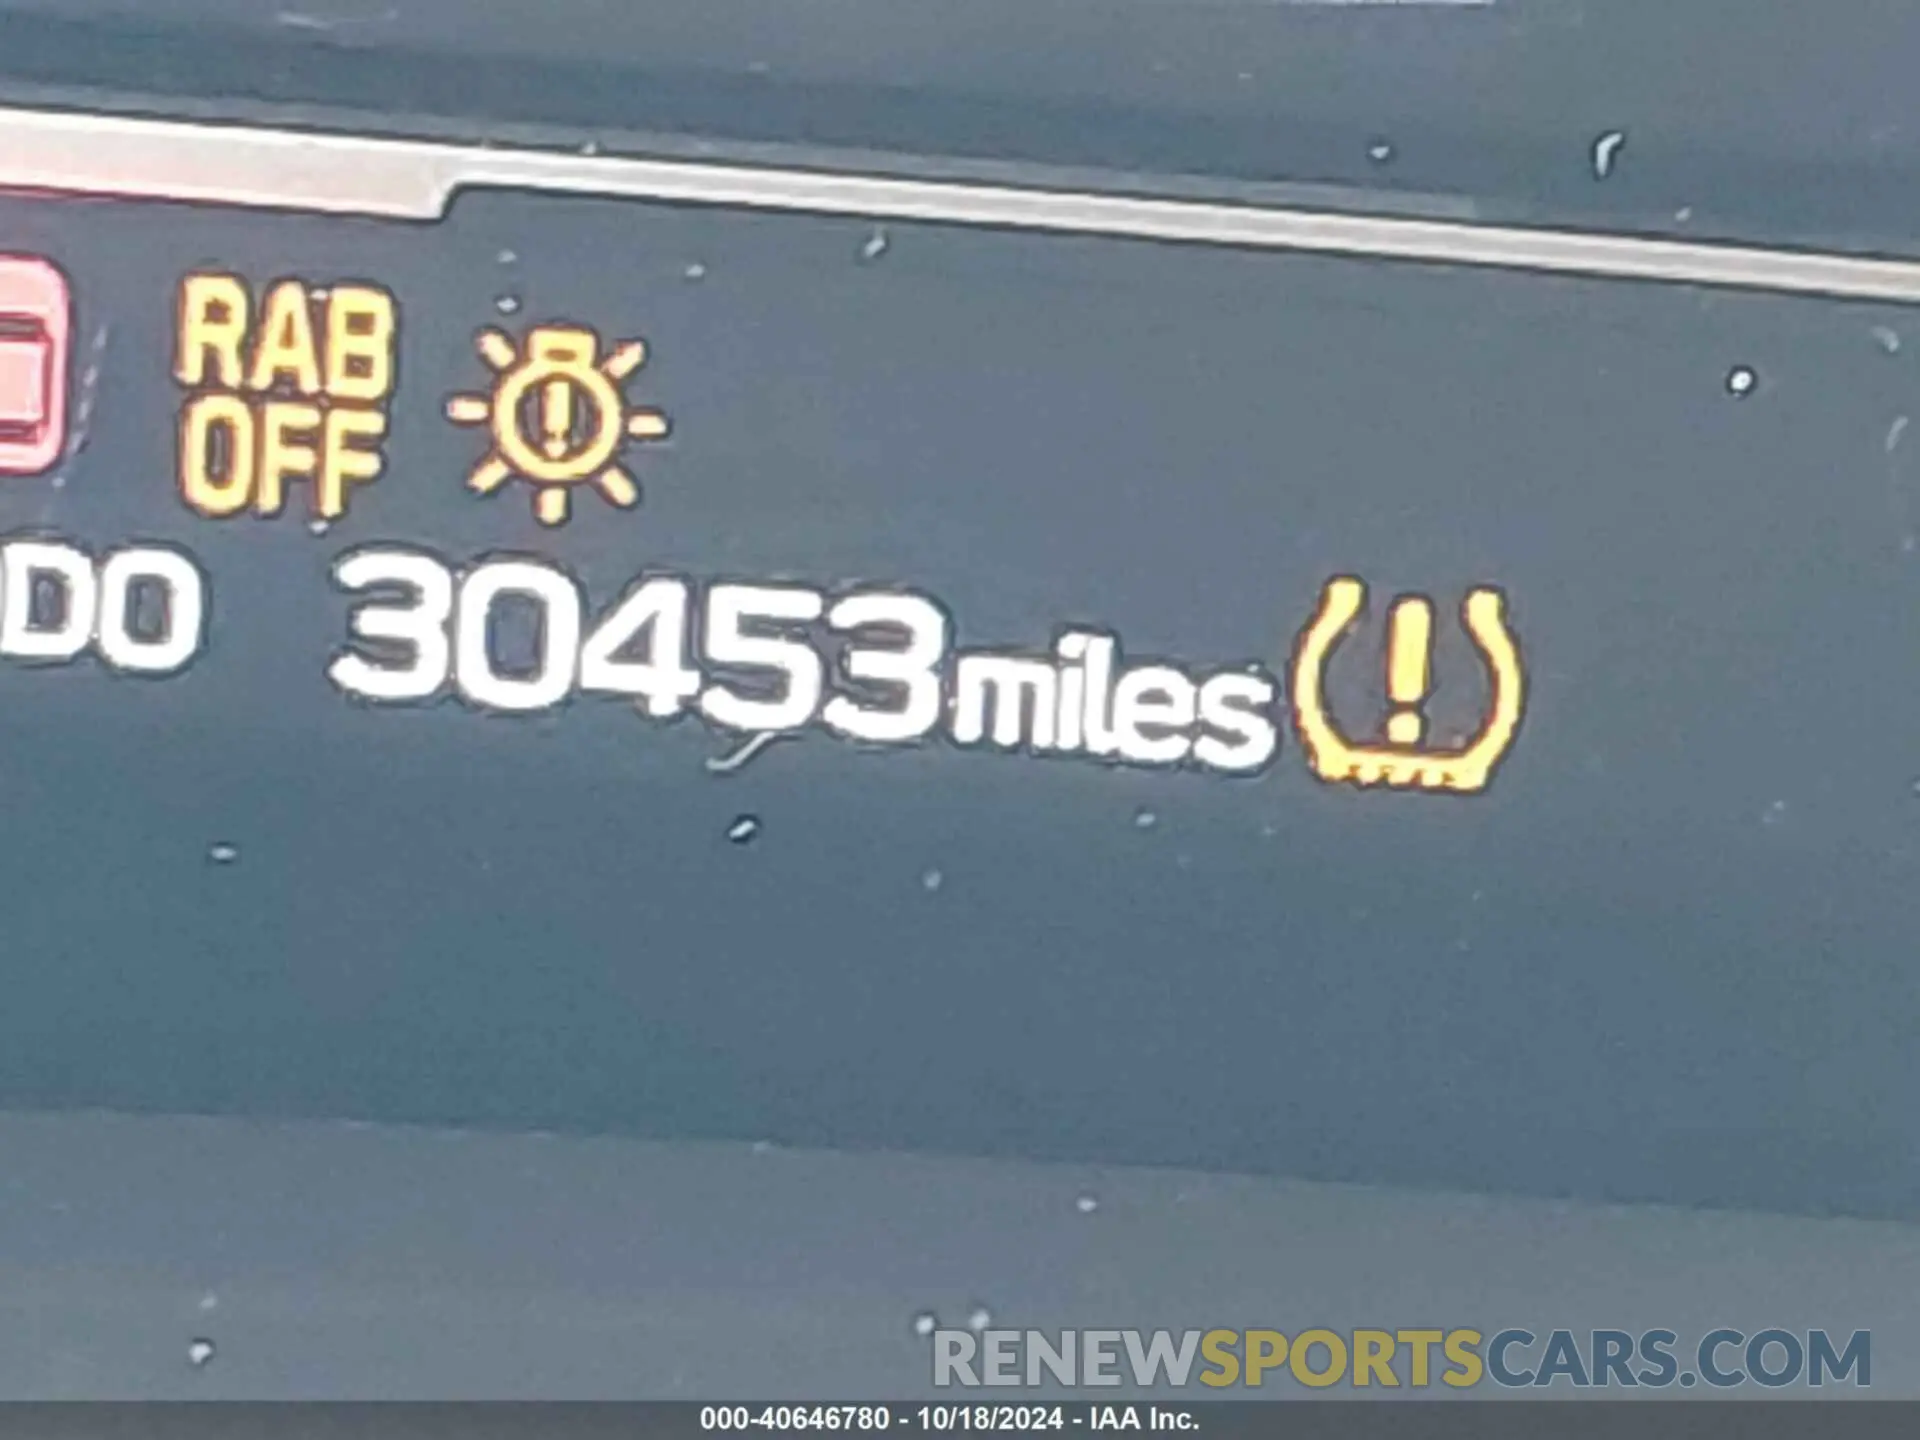 RAB
OFF
DO 30453 miles
RENEWSPORTSCARS.COM
000-40646780 - 10/18/2024 - IAA Inc.